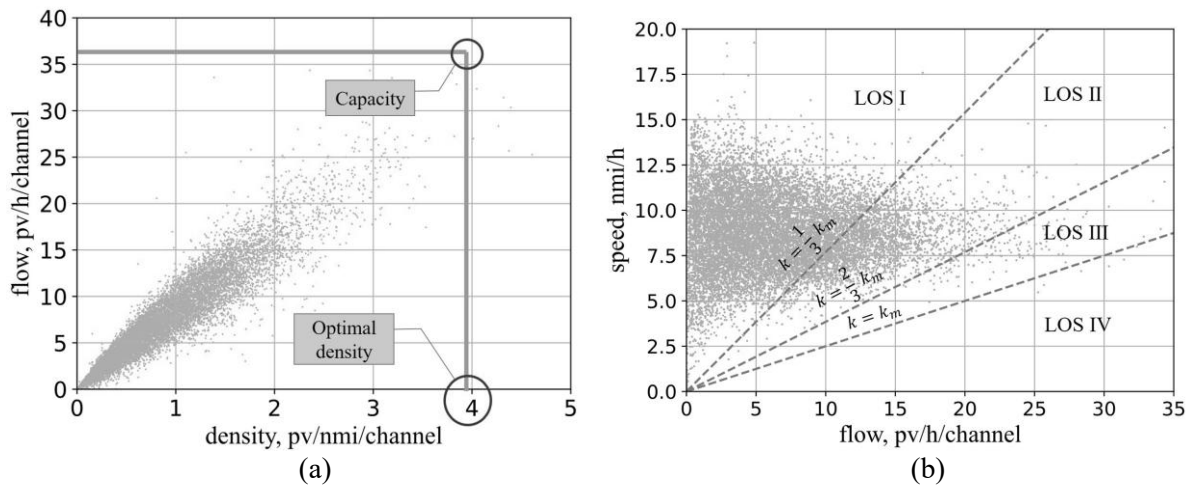 40
35
30
25
20
15
10
5
0
flow, pv/h/channel
Capacity
Optimal
density
0 1 2 3 4 5
density, pv/nmi/channel
(a)
20.0
17.5
15.0
12.5
10.0
7.5
5.0
2.5
0.0
speed, nmi/h
LOS I
LOS II
LOS III
LOS IV
k = 1/3 k_m
k = 2/3 k_m
k = k_m
0 5 10 15 20 25 30 35
flow, pv/h/channel
(b)